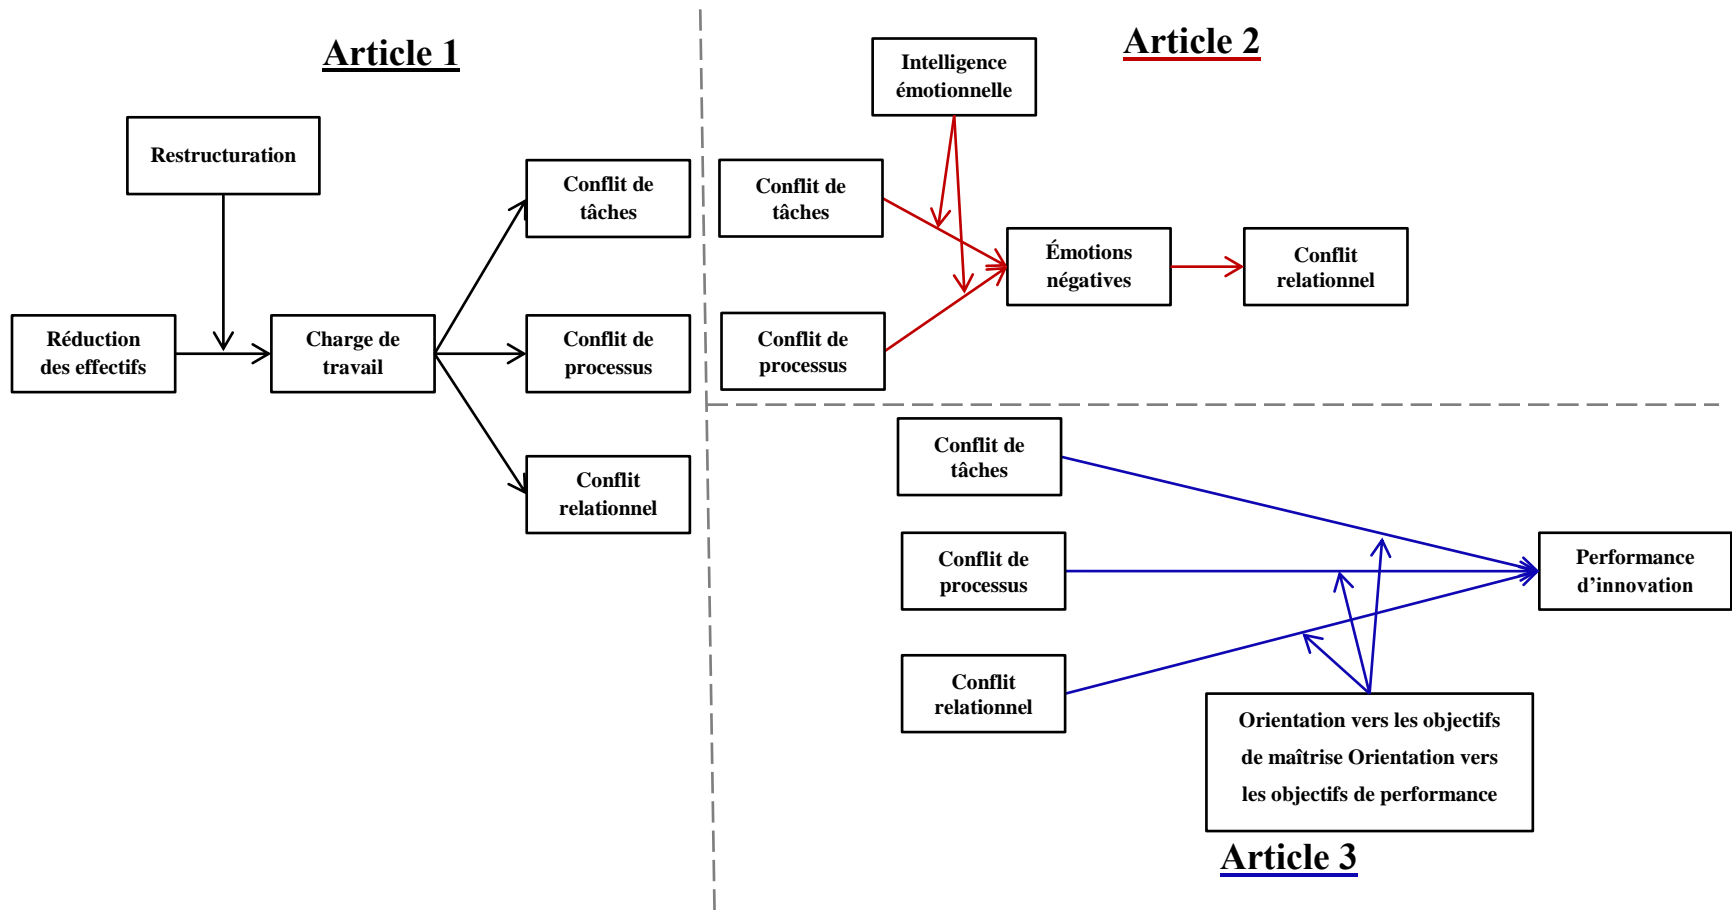 Article 1
Restructuration
Conflit de
tâches
Réduction
des effectifs
Charge de
travail
Conflit de
processus
Conflit
relationnel
Article 2
Intelligence
émotionnelle
Conflit de
tâches
Émotions
négatives
Conflit
relationnel
Conflit de
processus
Conflit de
tâches
Conflit de
processus
Performance
d’innovation
Conflit
relationnel
Orientation vers les objectifs
de maîtrise Orientation vers
les objectifs de performance
Article 3